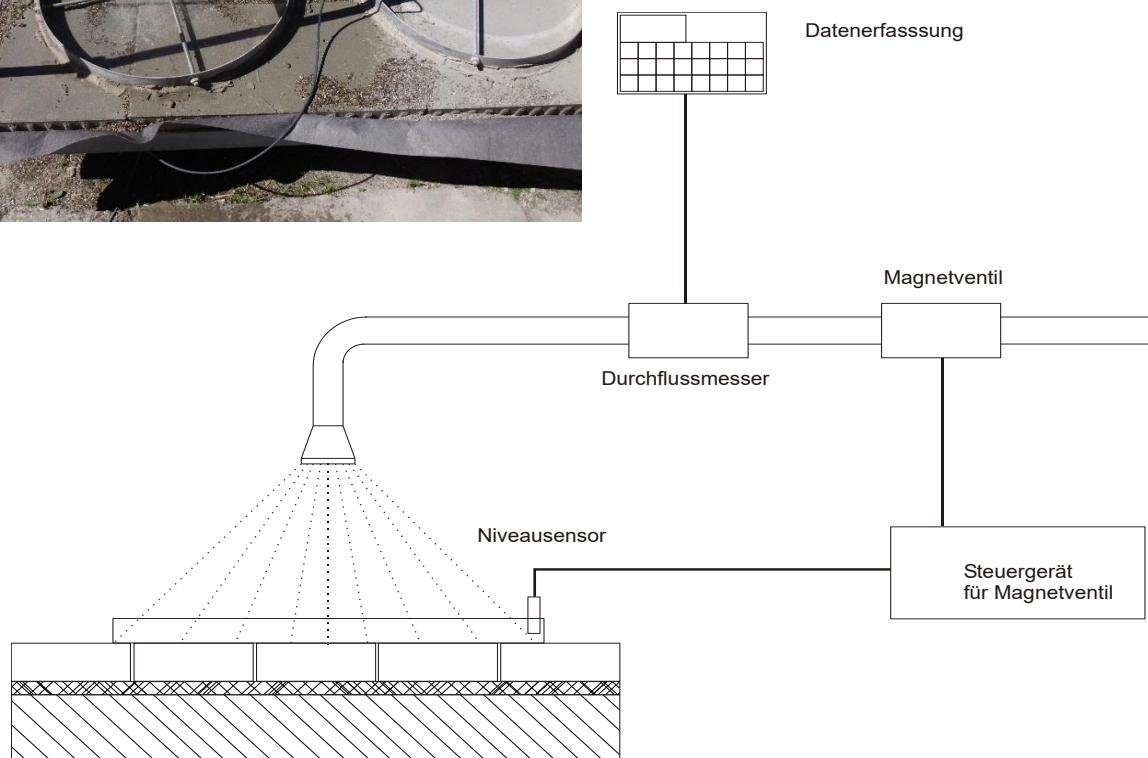 Datenerfasssung
Magnetventil
Durchflussmesser
Niveausensor
Steuergerät
für Magnetventil